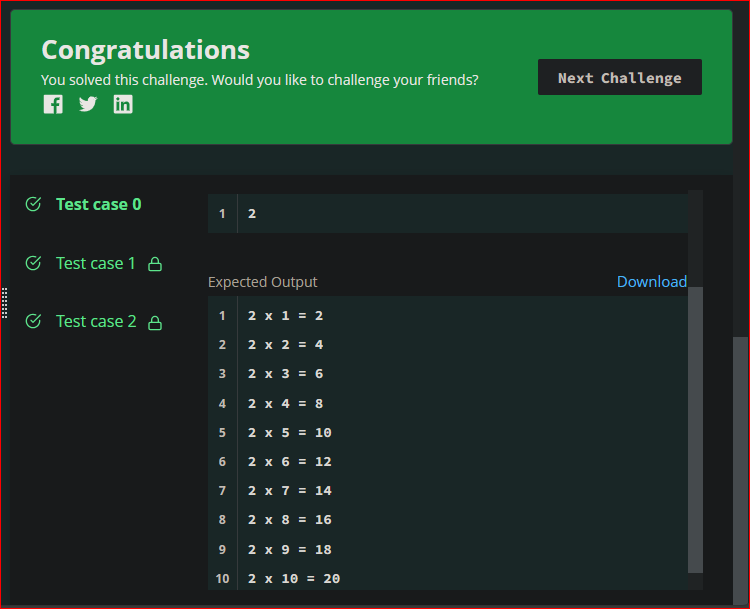 Congratulations
You solved this challenge. Would you like to challenge your friends?
Next Challenge
Test case 0
Test case 1
Test case 2
1 2
Expected Output
Download
1 2 x 1 = 2
2 2 x 2 = 4
3 2 x 3 = 6
4 2 x 4 = 8
5 2 x 5 = 10
6 2 x 6 = 12
7 2 x 7 = 14
8 2 x 8 = 16
9 2 x 9 = 18
10 2 x 10 = 20